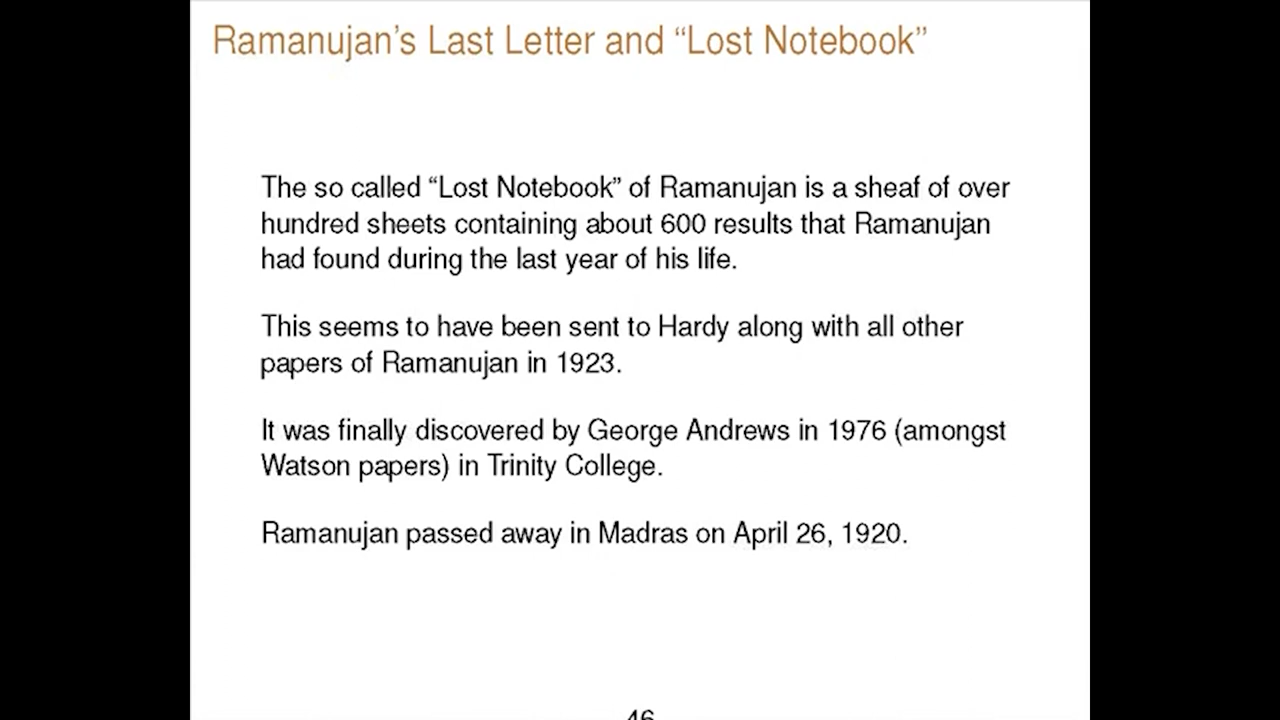 Ramanujan’s Last Letter and “Lost Notebook”
The so called “Lost Notebook” of Ramanujan is a sheaf of over
hundred sheets containing about 600 results that Ramanujan
had found during the last year of his life.
This seems to have been sent to Hardy along with all other
papers of Ramanujan in 1923.
It was finally discovered by George Andrews in 1976 (amongst
Watson papers) in Trinity College.
Ramanujan passed away in Madras on April 26, 1920.
46